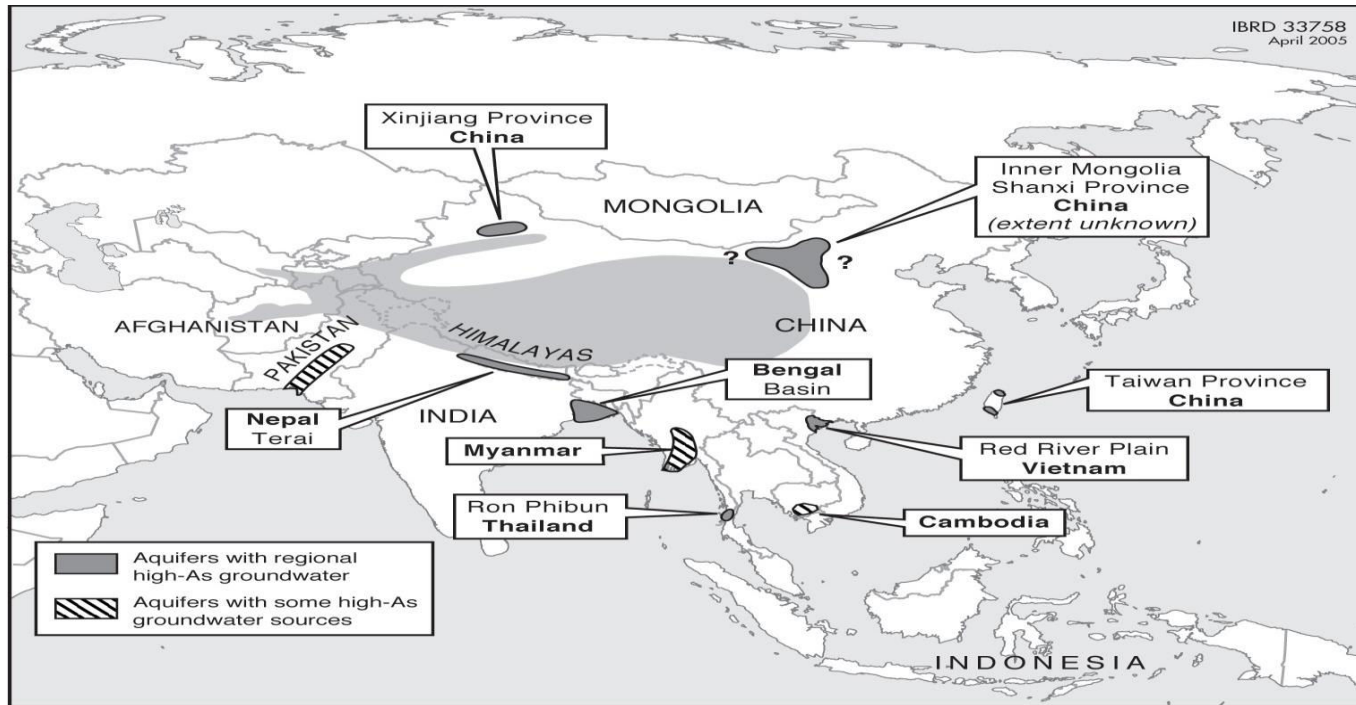 IBRD 33758
April 2005
Xinjiang Province
China
Inner Mongolia
Shanxi Province
China
(extent unknown)
MONGOLIA
?
?
AFGHANISTAN
PAKISTAN
HIMALAYAS
CHINA
Bengal
Basin
Taiwan Province
China
Nepal
Terai
INDIA
Myanmar
Red River Plain
Vietnam
Ron Phibun
Thailand
Cambodia
Aquifers with regional
high-As groundwater
Aquifers with some high-As
groundwater sources
INDONESIA